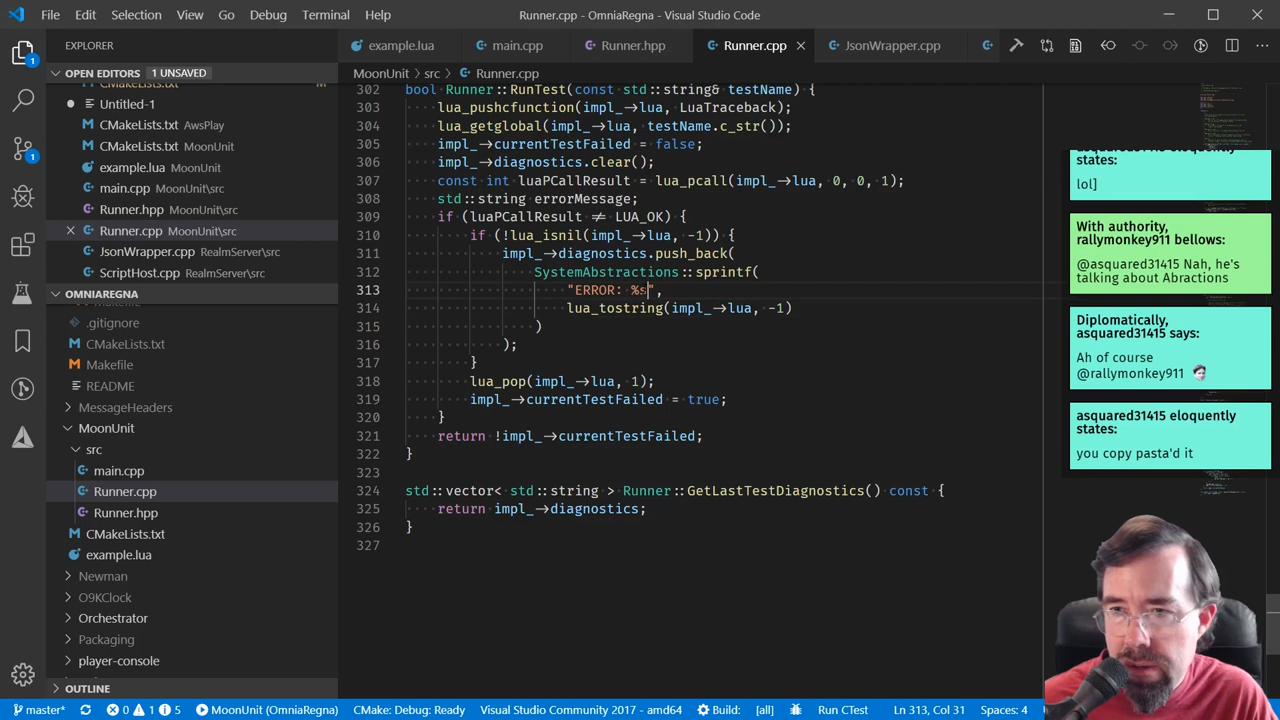 File Edit Selection View Go Debug Terminal Help
Runner.cpp - OmniaRegna - Visual Studio Code
EXPLORER
example.lua main.cpp Runner.hpp Runner.cpp JsonWrapper.cpp
OPEN EDITORS 1 UNSAVED
MoonUnit > src > Runner.cpp
CMakeLists.txt
Untitled-1
CMakeLists.txt AwsPlay
CMakeLists.txt MoonUnit
example.lua MoonUnit
main.cpp MoonUnit\src
Runner.hpp MoonUnit\src
Runner.cpp MoonUnit\src
JsonWrapper.cpp RealmServer\src
ScriptHost.cpp RealmServer\src
OMNIAREGNA
.gitignore
CMakeLists.txt
Makefile
README
MessageHeaders
MoonUnit
src
main.cpp
Runner.cpp
Runner.hpp
CMakeLists.txt
example.lua
Newman
O9KClock
Orchestrator
Packaging
player-console
OUTLINE
302 bool Runner::RunTest(const std::string& testName) {
303 lua_pushcfunction(impl_->lua, LuaTraceback);
304 lua_getglobal(impl_->lua, testName.c_str());
305 impl_->currentTestFailed = false;
306 impl_->diagnostics.clear();
307 const int luaPCallResult = lua_pcall(impl_->lua, 0, 0, 1);
308 std::string errorMessage;
309 if (luaPCallResult ≠ LUA_OK) {
310 if (!lua_isnil(impl_->lua, -1)) {
311 impl_->diagnostics.push_back(
312 SystemAbstractions::sprintf(
313 "ERROR: %s",
314 lua_tostring(impl_->lua, -1)
315 )
316 );
317 }
318 lua_pop(impl_->lua, 1);
319 impl_->currentTestFailed = true;
320 }
321 return !impl_->currentTestFailed;
322 }
323
324 std::vector< std::string > Runner::GetLastTestDiagnostics() const {
325 return impl_->diagnostics;
326 }
327
asquared31415 eloquently
states:
lol]
With authority,
rallymonkey911 bellows:
@asquared31415 Nah, he's
talking about Abractions
Diplomatically,
asquared31415 says:
Ah of course
@rallymonkey911
asquared31415 eloquently
states:
you copy pasta'd it
master* 0 1 5 MoonUnit (OmniaRegna) CMake: Debug: Ready Visual Studio Community 2017 - amd64 Build: [all] Run CTest Ln 313, Col 31 Spaces: 4